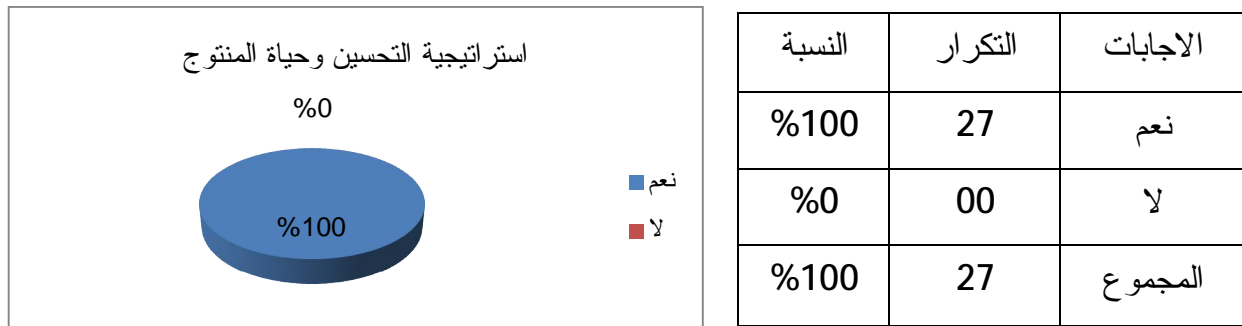 استراتيجية التحسين وحياة المنتوج
%0
%100
نعم
لا
الاجابات التكرار النسبة
نعم 27 %100
لا 00 %0
المجموع 27 %100